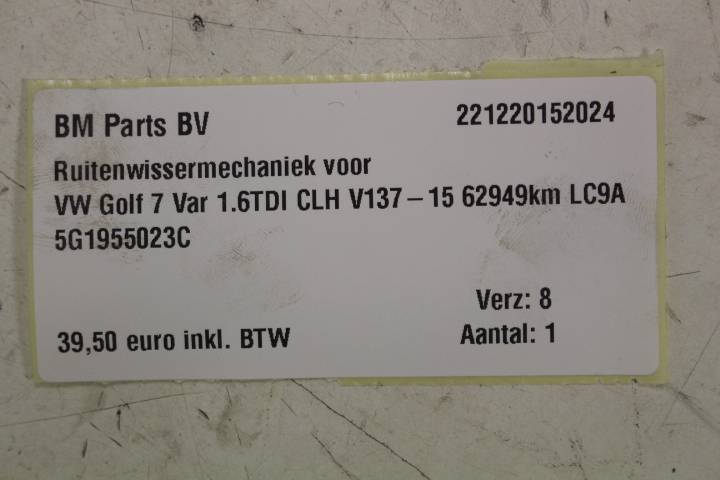 BM Parts BV 221220152024
Ruitenwissermechaniek voor
VW Golf 7 Var 1.6TDI CLH V137-15 62949km LC9A
5G1955023C
Verz: 8
39,50 euro inkl. BTW Aantal: 1